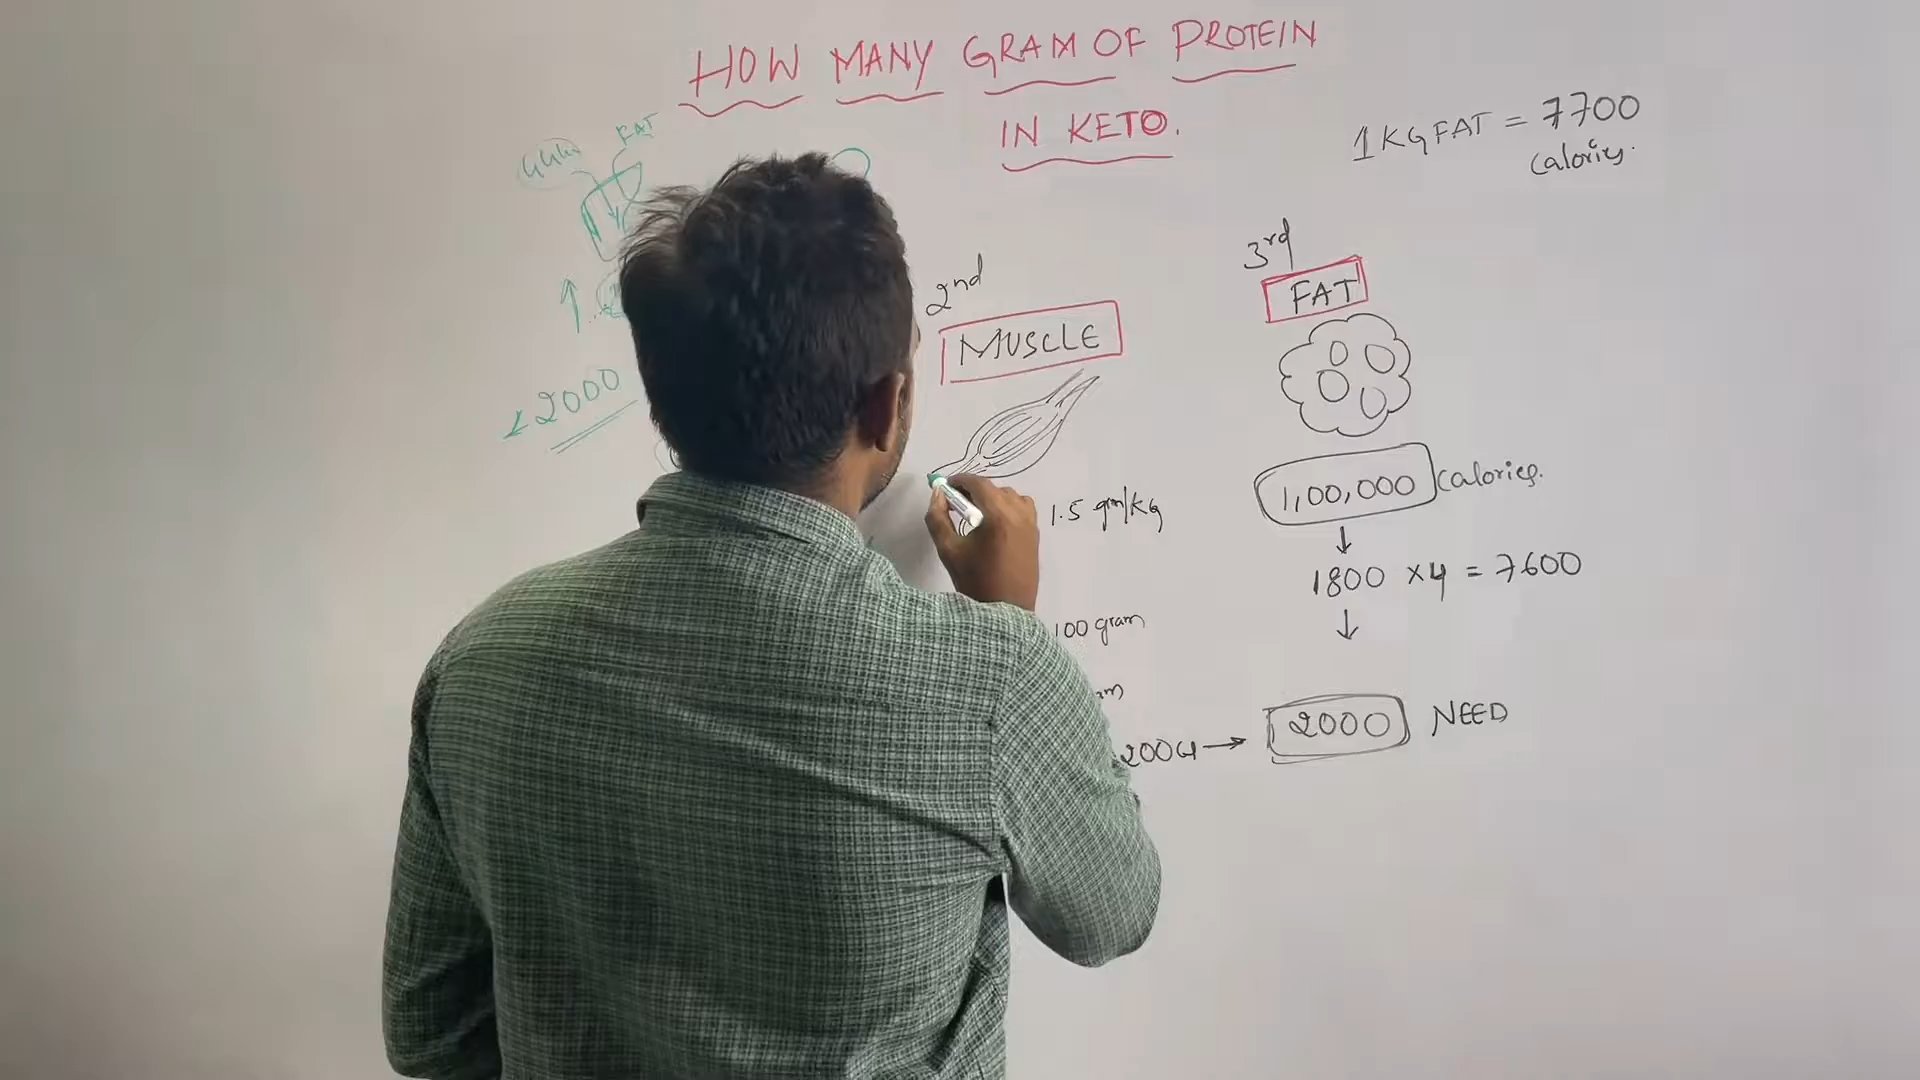 HOW MANY GRAM OF PROTEIN
IN KETO.
1 KG FAT = 7700
calories.
FAT
2000
2nd
MUSCLE
1.5 gm/KG
100 gram
3rd
FAT
1,00,000 calories.
1800 × 4 = 7600
2000 NEED